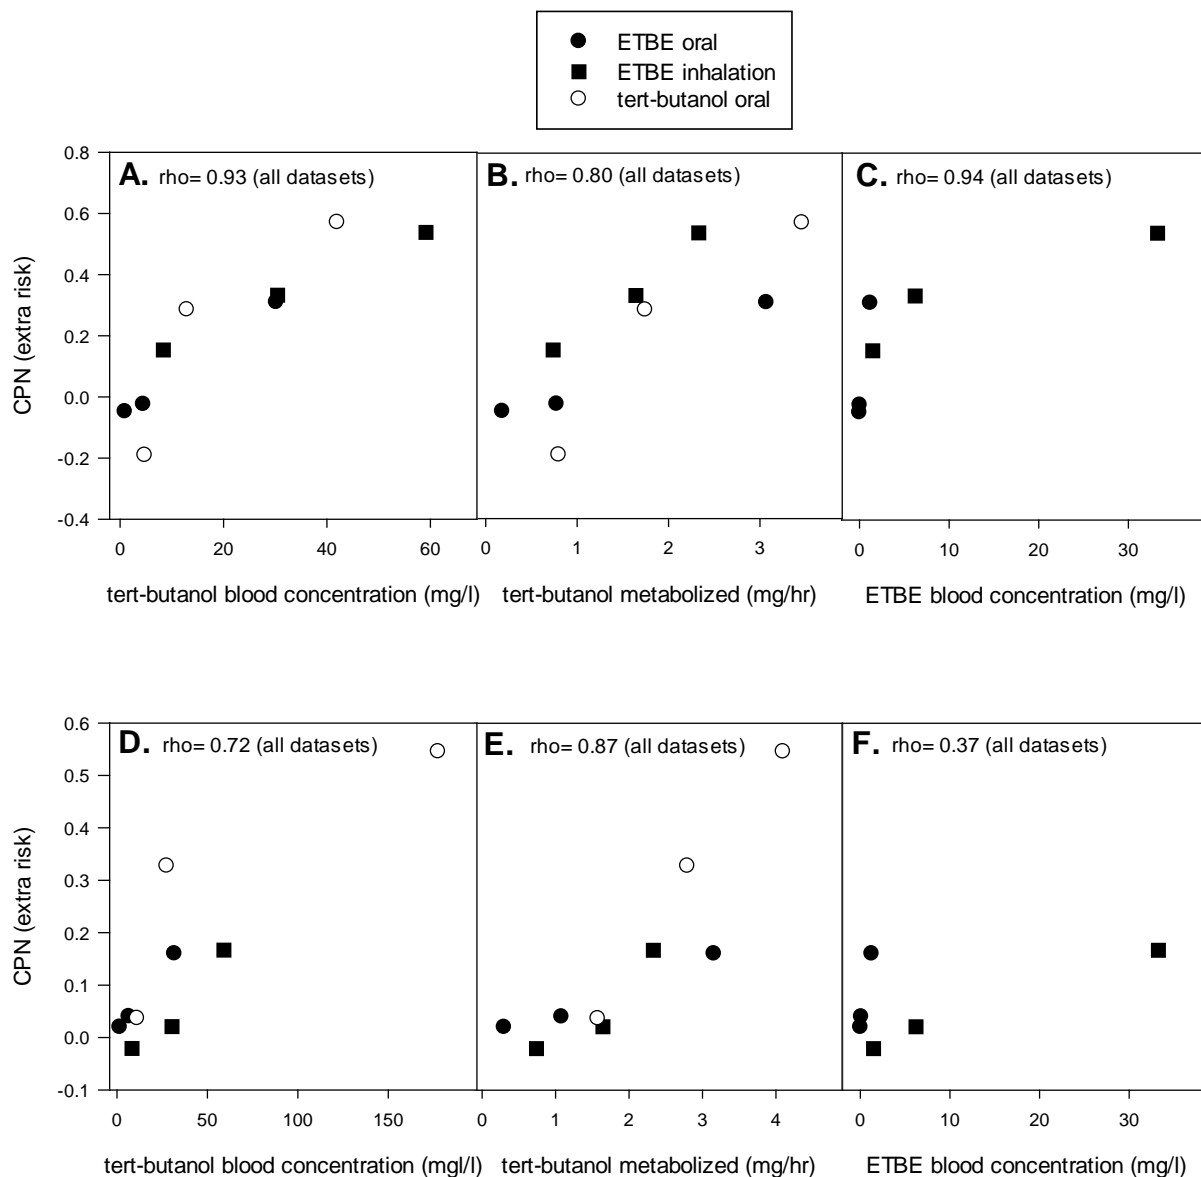 ETBE oral
ETBE inhalation
tert-butanol oral
A. rho= 0.93 (all datasets)
B. rho= 0.80 (all datasets)
C. rho= 0.94 (all datasets)
CPN (extra risk)
0.8
0.6
0.4
0.2
0.0
-0.2
-0.4
0 20 40 60
0 1 2 3
0 10 20 30
tert-butanol blood concentration (mg/l)
tert-butanol metabolized (mg/hr)
ETBE blood concentration (mg/l)
D. rho= 0.72 (all datasets)
E. rho= 0.87 (all datasets)
F. rho= 0.37 (all datasets)
CPN (extra risk)
0.6
0.5
0.4
0.3
0.2
0.1
0.0
-0.1
0 50 100 150
0 1 2 3 4
0 10 20 30
tert-butanol blood concentration (mgl/l)
tert-butanol metabolized (mg/hr)
ETBE blood concentration (mg/l)